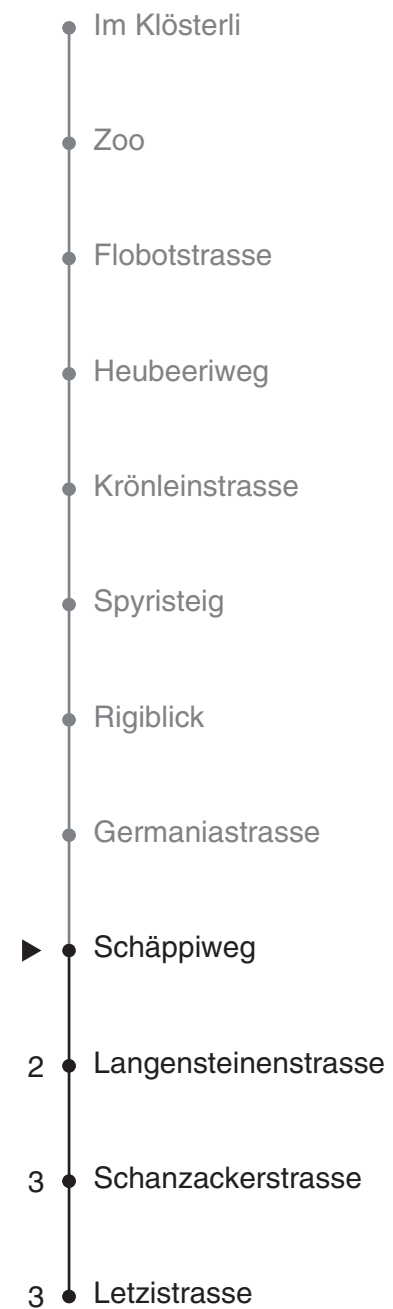 Im Klösterli
Zoo
Flobotstrasse
Heubeeriweg
Krönleinstrasse
Spyristeig
Rigiblick
Germaniastrasse
Schäppiweg
2 Langensteinenstrasse
3 Schanzackerstrasse
3 Letzistrasse